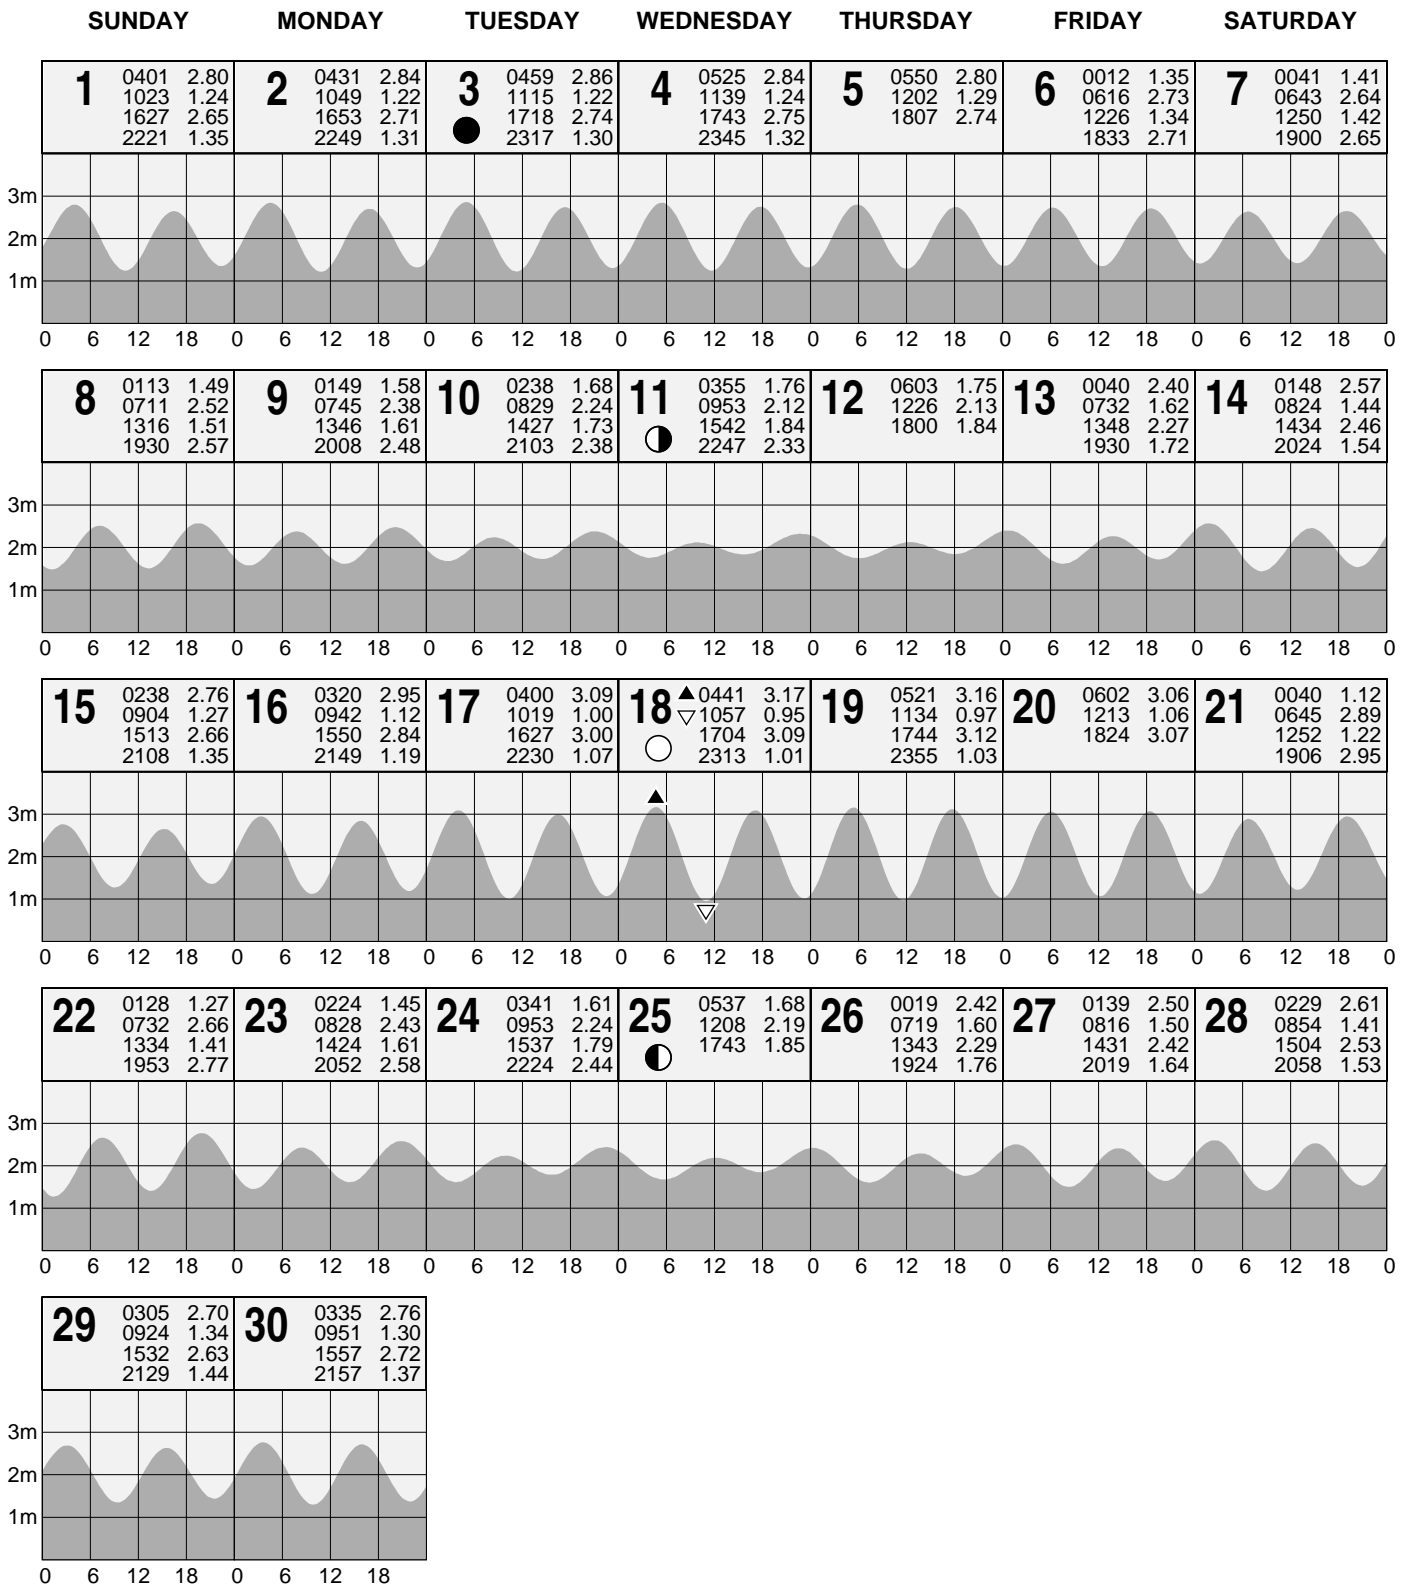 SUNDAY MONDAY TUESDAY WEDNESDAY THURSDAY FRIDAY SATURDAY
1 0401 2.80 2 0431 2.84 3 0459 2.86 4 0525 2.84 5 0550 2.80 6 0012 1.35 7 0041 1.41
1023 1.24 1049 1.22 1115 1.22 1139 1.24 1202 1.29 0616 2.73 0643 2.64
1627 2.65 1653 2.71 1718 2.74 1743 2.75 1807 2.74 1226 1.34 1250 1.42
2221 1.35 2249 1.31 2317 1.30 2345 1.32 1833 2.71 1900 2.65
3m
2m
1m
0 6 12 18 0 6 12 18 0 6 12 18 0 6 12 18 0 6 12 18 0 6 12 18 0 6 12 18 0
8 0113 1.49 9 0149 1.58 10 0238 1.68 11 0355 1.76 12 0603 1.75 13 0040 2.40 14 0148 2.57
0711 2.52 0745 2.38 0829 2.24 0953 2.12 1226 2.13 0732 1.62 0824 1.44
1316 1.51 1346 1.61 1427 1.73 1542 1.84 1800 1.84 1348 2.27 1434 2.46
1930 2.57 2008 2.48 2103 2.38 2247 2.33 1930 1.72 2024 1.54
3m
2m
1m
0 6 12 18 0 6 12 18 0 6 12 18 0 6 12 18 0 6 12 18 0 6 12 18 0 6 12 18 0
15 0238 2.76 16 0320 2.95 17 0400 3.09 18 0441 3.17 19 0521 3.16 20 0602 3.06 21 0040 1.12
0904 1.27 0942 1.12 1019 1.00 1057 0.95 1134 0.97 1213 1.06 0645 2.89
1513 2.66 1550 2.84 1627 3.00 1704 3.09 1744 3.12 1824 3.07 1252 1.22
2108 1.35 2149 1.19 2230 1.07 2313 1.01 2355 1.03 1906 2.95
3m
2m
1m
0 6 12 18 0 6 12 18 0 6 12 18 0 6 12 18 0 6 12 18 0 6 12 18 0 6 12 18 0
22 0128 1.27 23 0224 1.45 24 0341 1.61 25 0537 1.68 26 0019 2.42 27 0139 2.50 28 0229 2.61
0732 2.66 0828 2.43 0953 2.24 1208 2.19 0719 1.60 0816 1.50 0854 1.41
1334 1.41 1424 1.61 1537 1.79 1743 1.85 1343 2.29 1431 2.42 1504 2.53
1953 2.77 2052 2.58 2224 2.44 1924 1.76 2019 1.64 2058 1.53
3m
2m
1m
0 6 12 18 0 6 12 18 0 6 12 18 0 6 12 18 0 6 12 18 0 6 12 18 0 6 12 18 0
29 0305 2.70 30 0335 2.76
0924 1.34 0951 1.30
1532 2.63 1557 2.72
2129 1.44 2157 1.37
3m
2m
1m
0 6 12 18 0 6 12 18